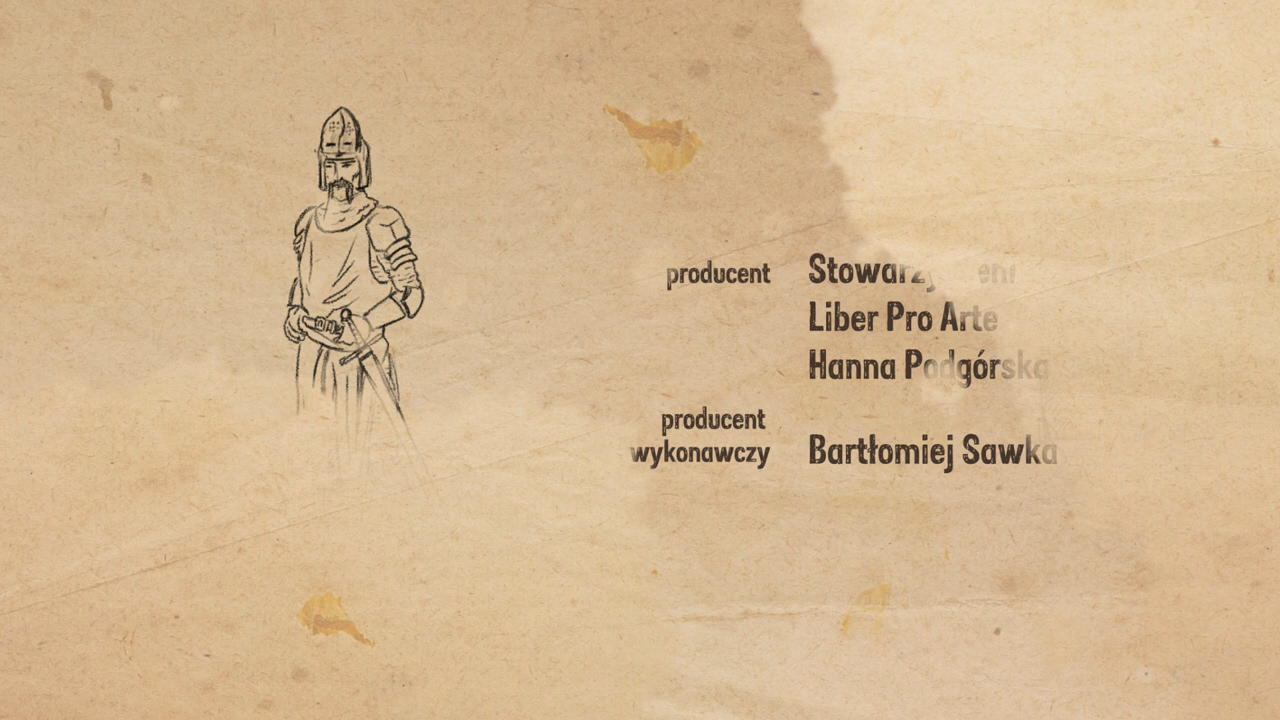 producent
Liber Pro Arte
Hanna Podgórska
producent
wykonawczy
Bartłomiej Sawka